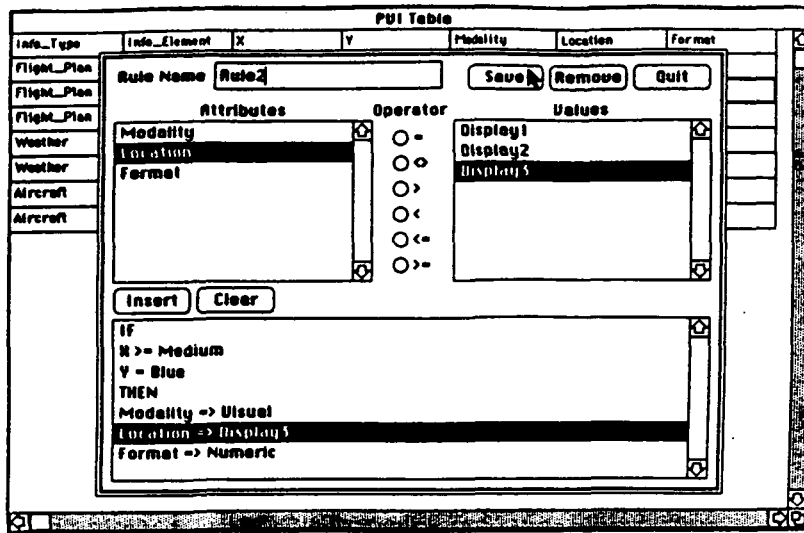 PVI Table
Info_Type Info_Element X Y Modality Location Format
Flight_Plan
Flight_Plan
Flight_Plan
Weather
Weather
Aircraft
Aircraft
Rule Name Rule2 Save Remove Quit
Attributes Operator Values
Modality = Display1
Location <> Display2
Format > Display3
<
<=
>=
Insert Clear
IF
X >= Medium
Y = Blue
THEN
Modality => Visual
Location => Display3
Format => Numeric